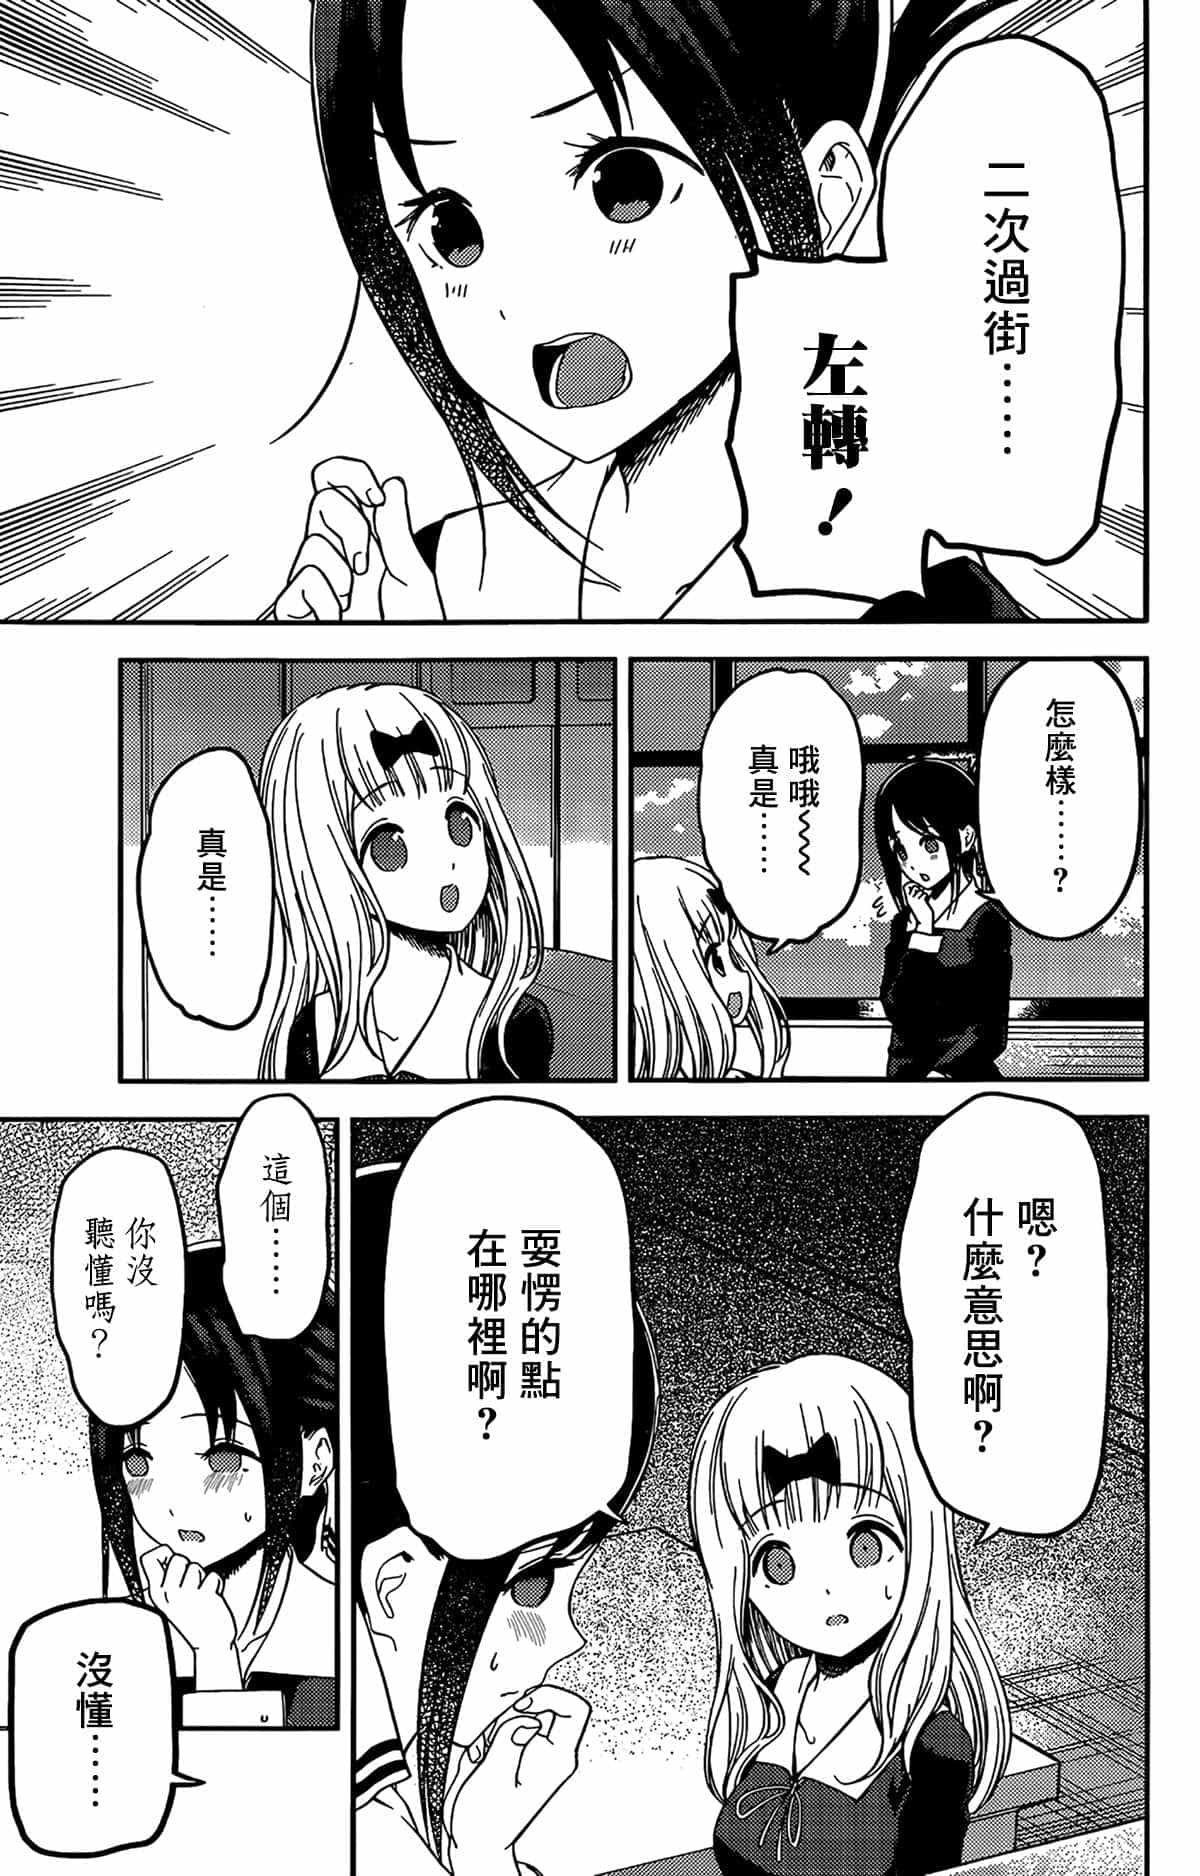 二次過街……
左轉！
怎麼樣……？
哦哦
真是……
真是……
嗯？
什麼意思啊？
耍愣的點
在哪裡啊？
這個……
你沒
聽懂嗎？
沒懂……